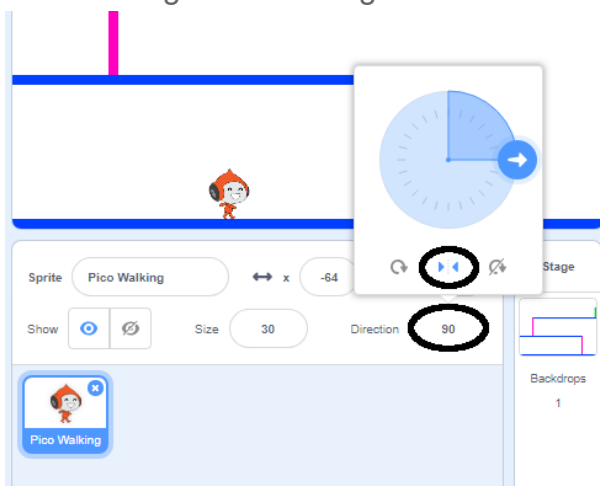 Sprite Pico Walking x -64
Show Size 30 Direction 90
Pico Walking
Stage
Backdrops
1